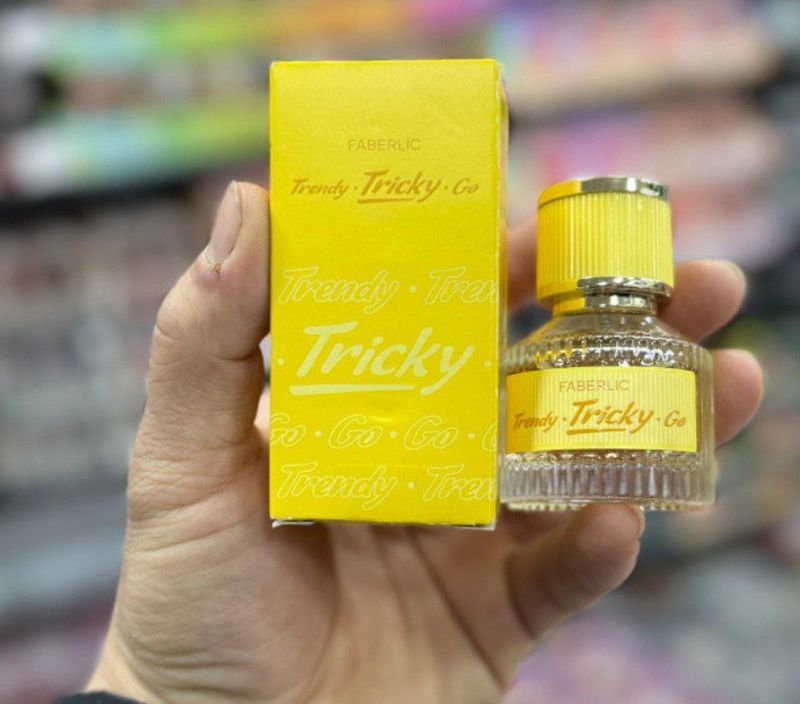 FABERLIC
Trendy · Tricky · Go
Trendy · Tren
· Tricky ·
Go · Go · Go · G
Trendy · Tren
FABERLIC
Trendy · Tricky · Go